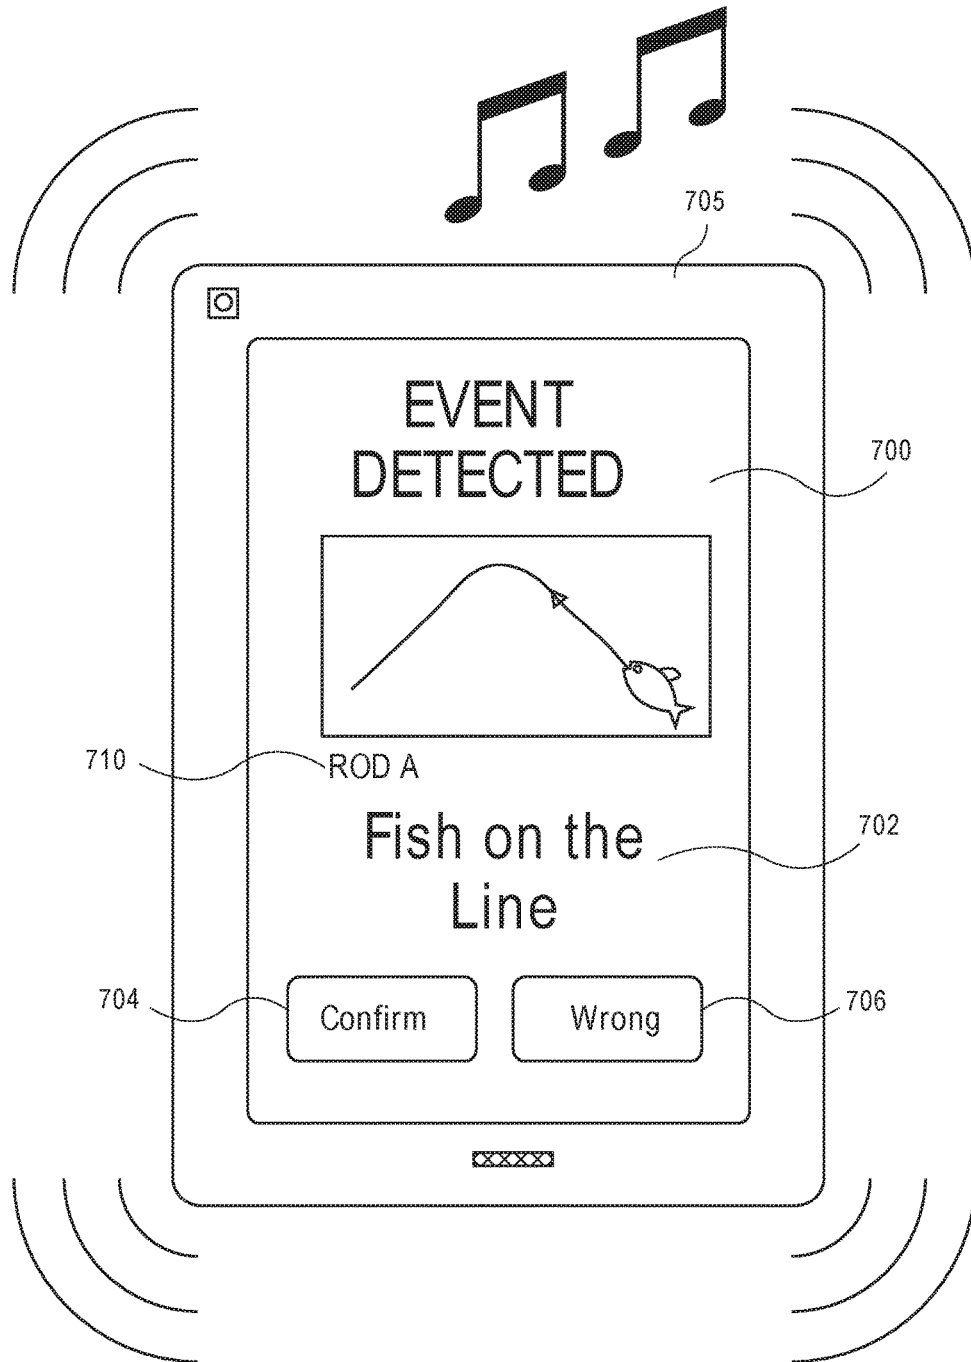 705
EVENT
DETECTED
700
710
ROD A
Fish on the
Line
702
704
Confirm
Wrong
706